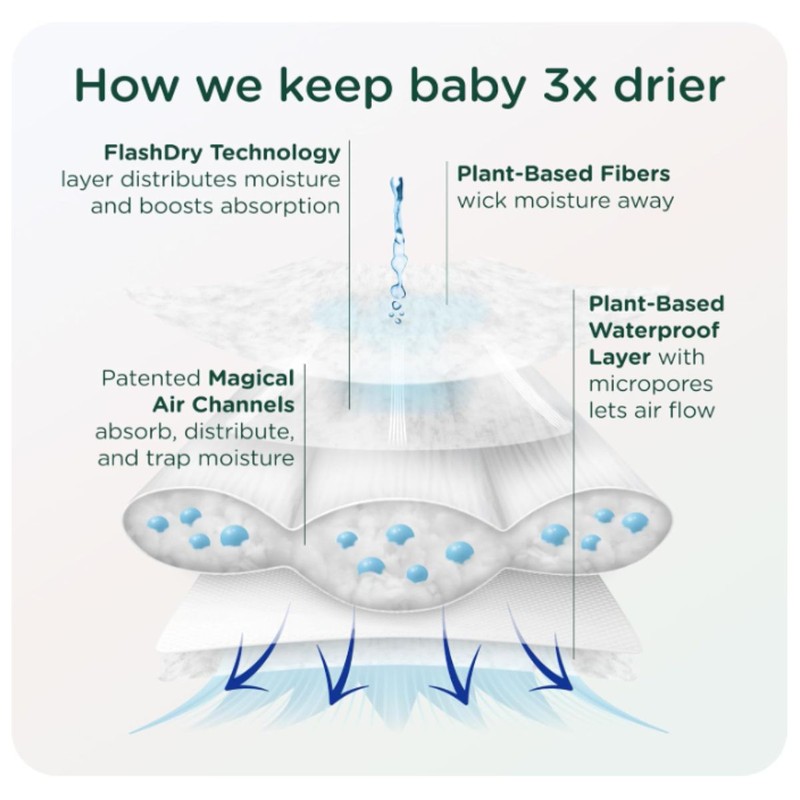 How we keep baby 3x drier
FlashDry Technology
layer distributes moisture
and boosts absorption
Plant-Based Fibers
wick moisture away
Plant-Based
Waterproof
Layer with
micropores
lets air flow
Patented Magical
Air Channels
absorb, distribute,
and trap moisture